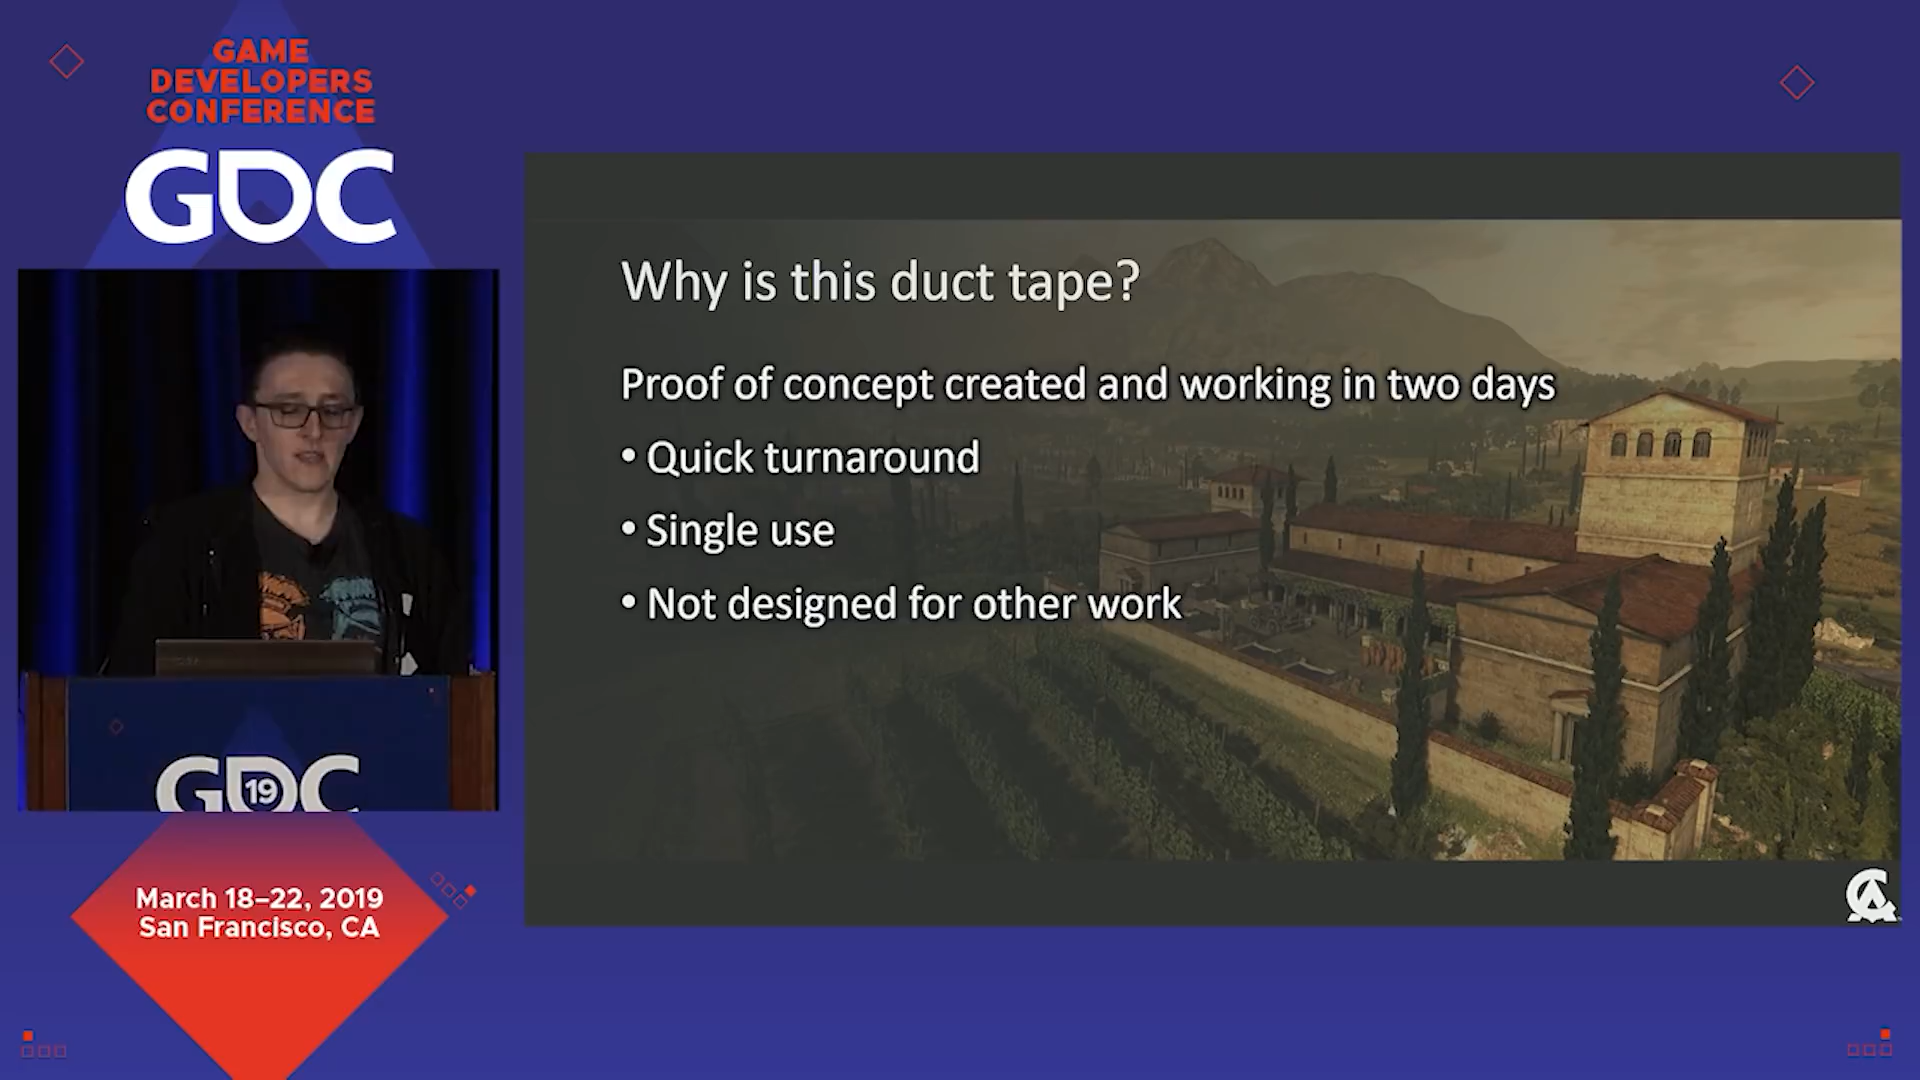 GAME
DEVELOPERS
CONFERENCE
GDC
Why is this duct tape?
Proof of concept created and working in two days
• Quick turnaround
• Single use
• Not designed for other work
GDC
19
March 18–22, 2019
San Francisco, CA
CA